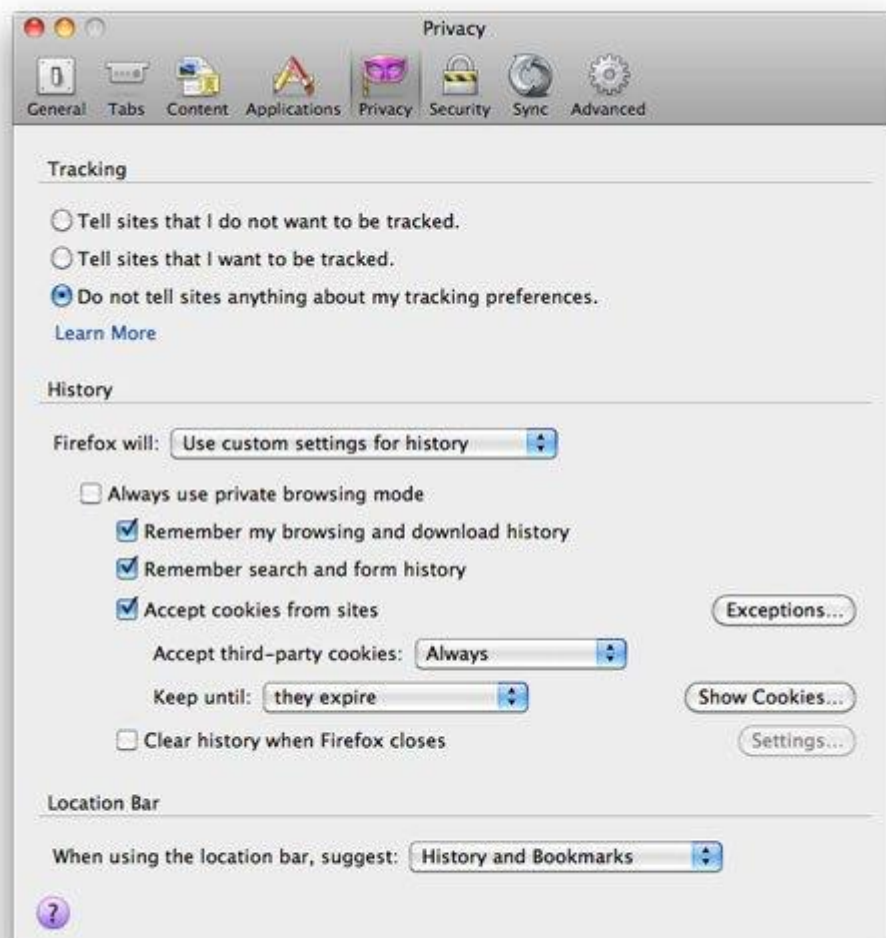 Privacy
General Tabs Content Applications Privacy Security Sync Advanced
Tracking
Tell sites that I do not want to be tracked.
Tell sites that I want to be tracked.
Do not tell sites anything about my tracking preferences.
Learn More
History
Firefox will: Use custom settings for history
Always use private browsing mode
Remember my browsing and download history
Remember search and form history
Accept cookies from sites Exceptions...
Accept third-party cookies: Always
Keep until: they expire Show Cookies...
Clear history when Firefox closes Settings...
Location Bar
When using the location bar, suggest: History and Bookmarks
?